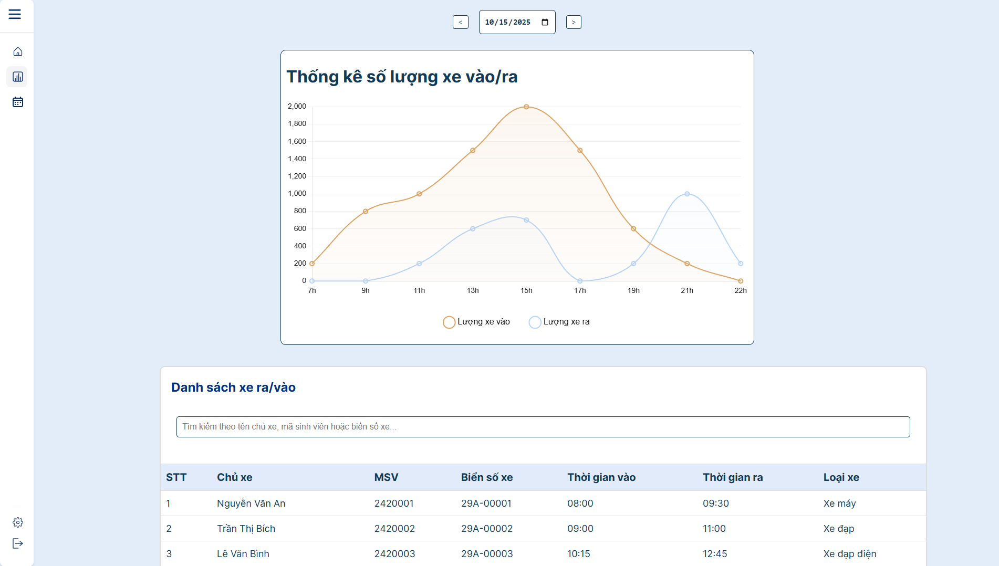 < 10/15/2025 >
Thống kê số lượng xe vào/ra
2,000
1,800
1,600
1,400
1,200
1,000
800
600
400
200
0
7h 9h 11h 13h 15h 17h 19h 21h 22h
Lượng xe vào Lượng xe ra
Danh sách xe ra/vào
Tìm kiếm theo tên chủ xe, mã sinh viên hoặc biển số xe...
STT Chủ xe MSV Biển số xe Thời gian vào Thời gian ra Loại xe
1 Nguyễn Văn An 2420001 29A-00001 08:00 09:30 Xe máy
2 Trần Thị Bích 2420002 29A-00002 09:00 11:00 Xe đạp
3 Lê Văn Bình 2420003 29A-00003 10:15 12:45 Xe đạp điện